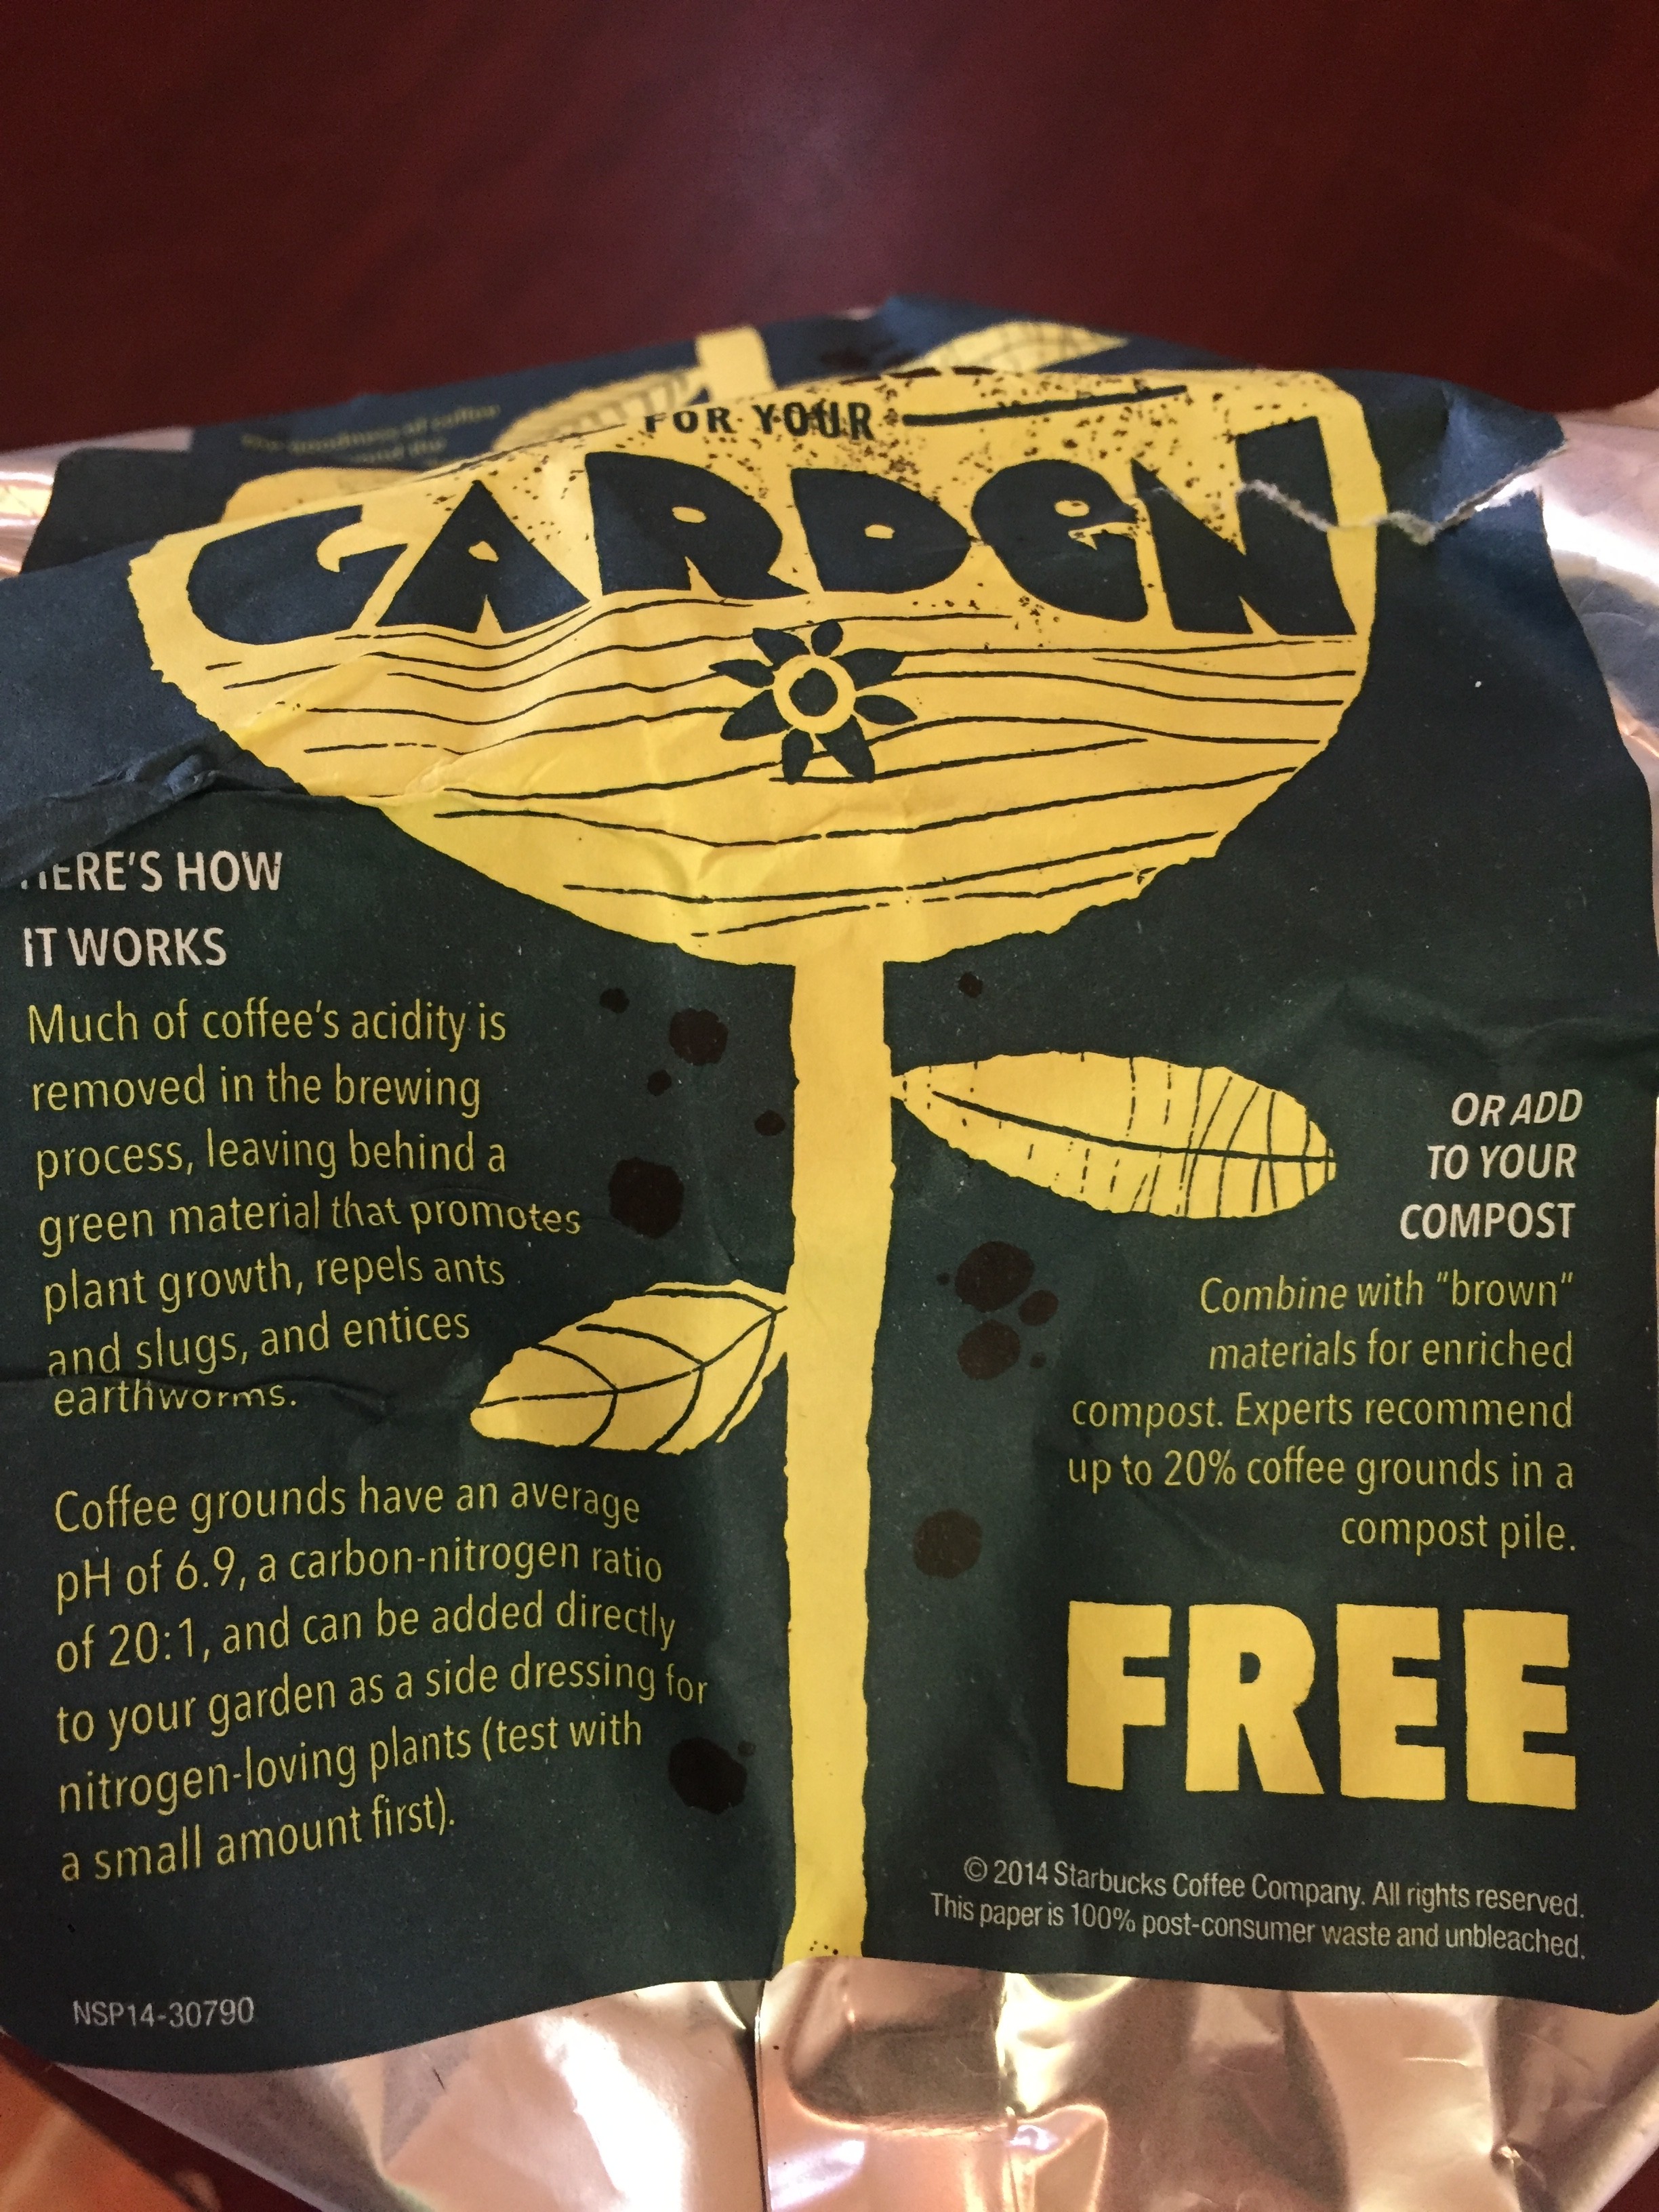 FOR YOUR
GARDEN
HERE'S HOW
IT WORKS
Much of coffee's acidity is
removed in the brewing
process, leaving behind a
green material that promotes
plant growth, repels ants
and slugs, and entices
earthworms.
Coffee grounds have an average
pH of 6.9, a carbon-nitrogen ratio
of 20:1, and can be added directly
to your garden as a side dressing for
nitrogen-loving plants (test with
a small amount first).
NSP14-30790
OR ADD
TO YOUR
COMPOST
Combine with "brown"
materials for enriched
compost. Experts recommend
up to 20% coffee grounds in a
compost pile.
FREE
© 2014 Starbucks Coffee Company. All rights reserved.
This paper is 100% post-consumer waste and unbleached.